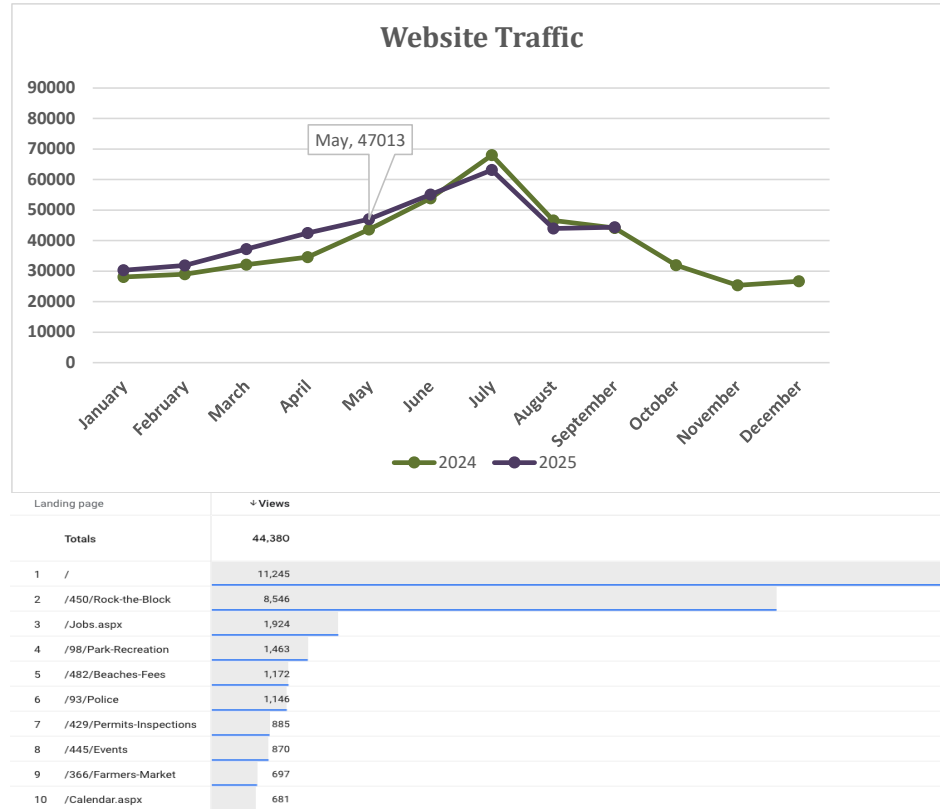 Website Traffic
90000
80000
70000
60000
50000
40000
30000
20000
10000
0
May, 47013
January
February
March
April
May
June
July
August
September
October
November
December
2024 2025
Landing page ↓ Views
Totals 44,380
1 / 11,245
2 /450/Rock-the-Block 8,546
3 /Jobs.aspx 1,924
4 /98/Park-Recreation 1,463
5 /482/Beaches-Fees 1,172
6 /93/Police 1,146
7 /429/Permits-Inspections 885
8 /445/Events 870
9 /366/Farmers-Market 697
10 /Calendar.aspx 681